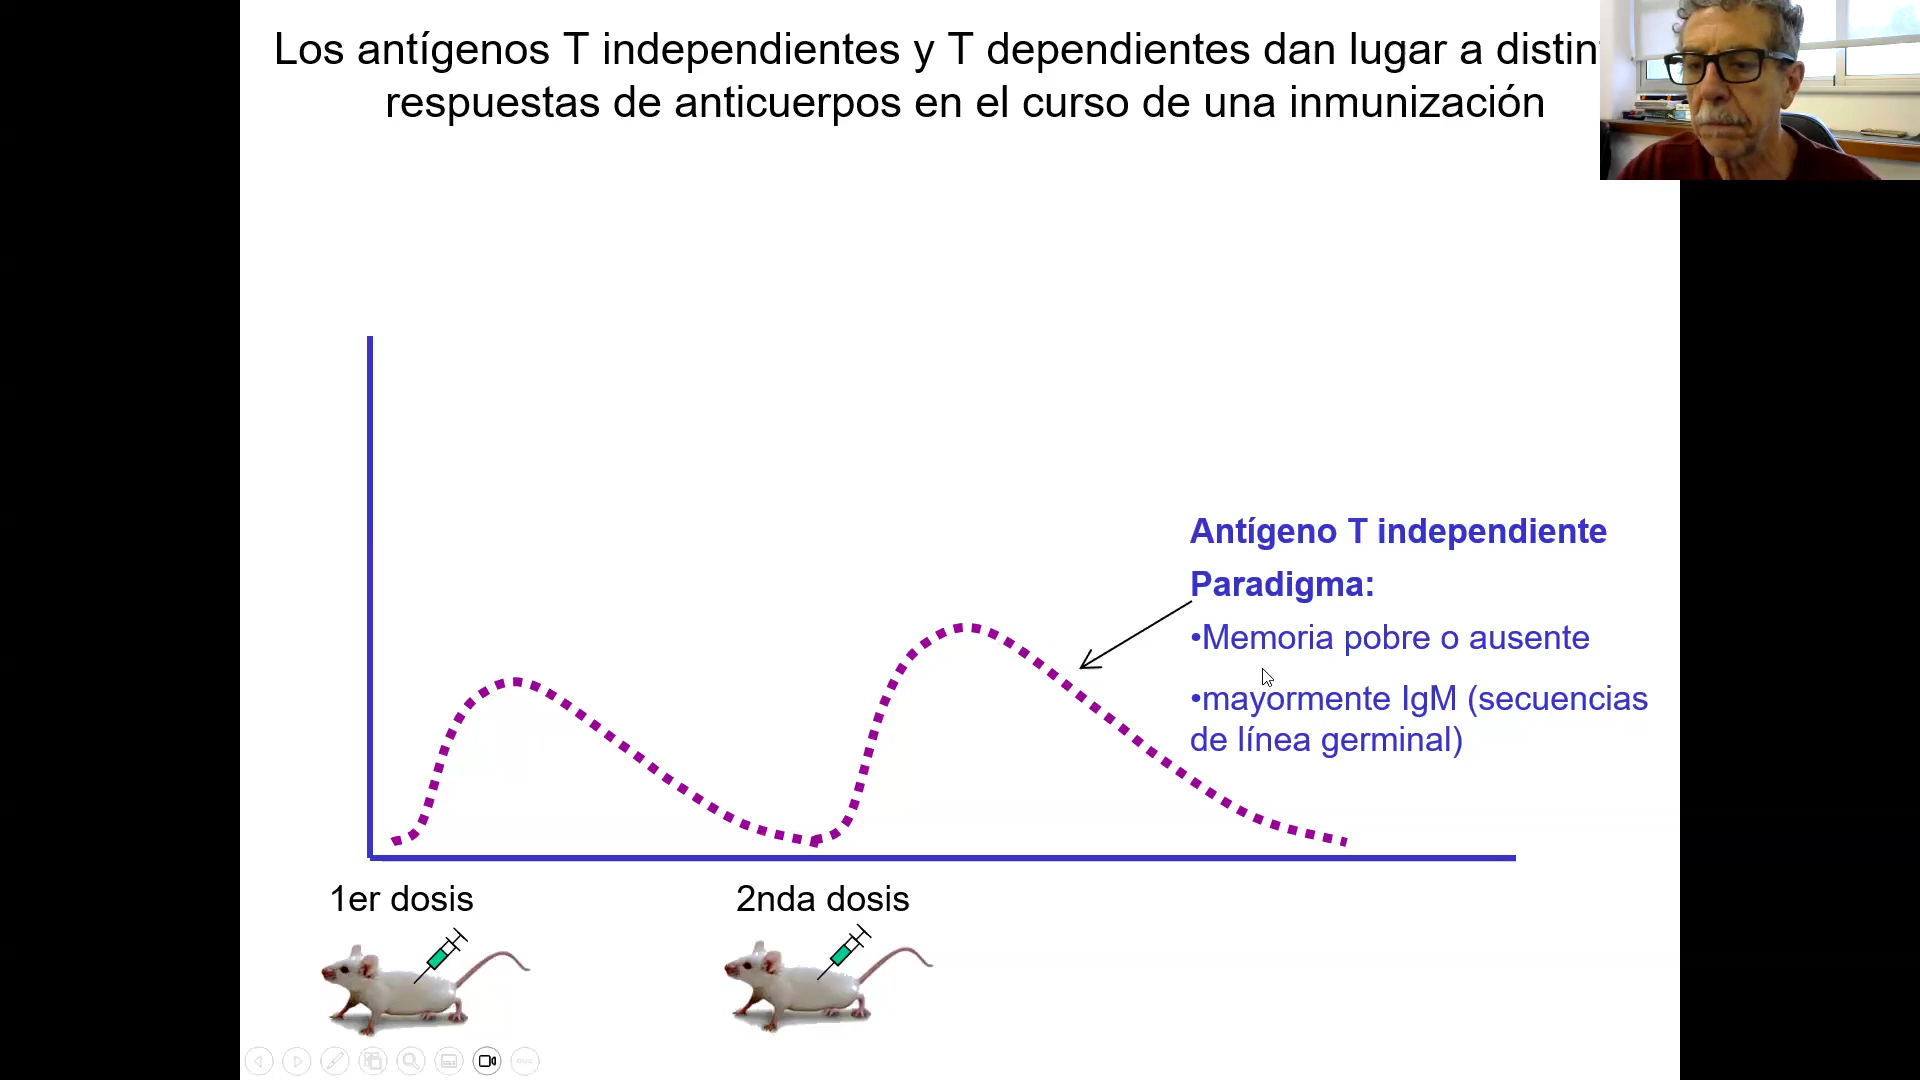 Los antígenos T independientes y T dependientes dan lugar a
respuestas de anticuerpos en el curso de una inmunización
Antígeno T independiente
Paradigma:
•Memoria pobre o ausente
•mayormente IgM (secuencias
de línea germinal)
1er dosis
2nda dosis